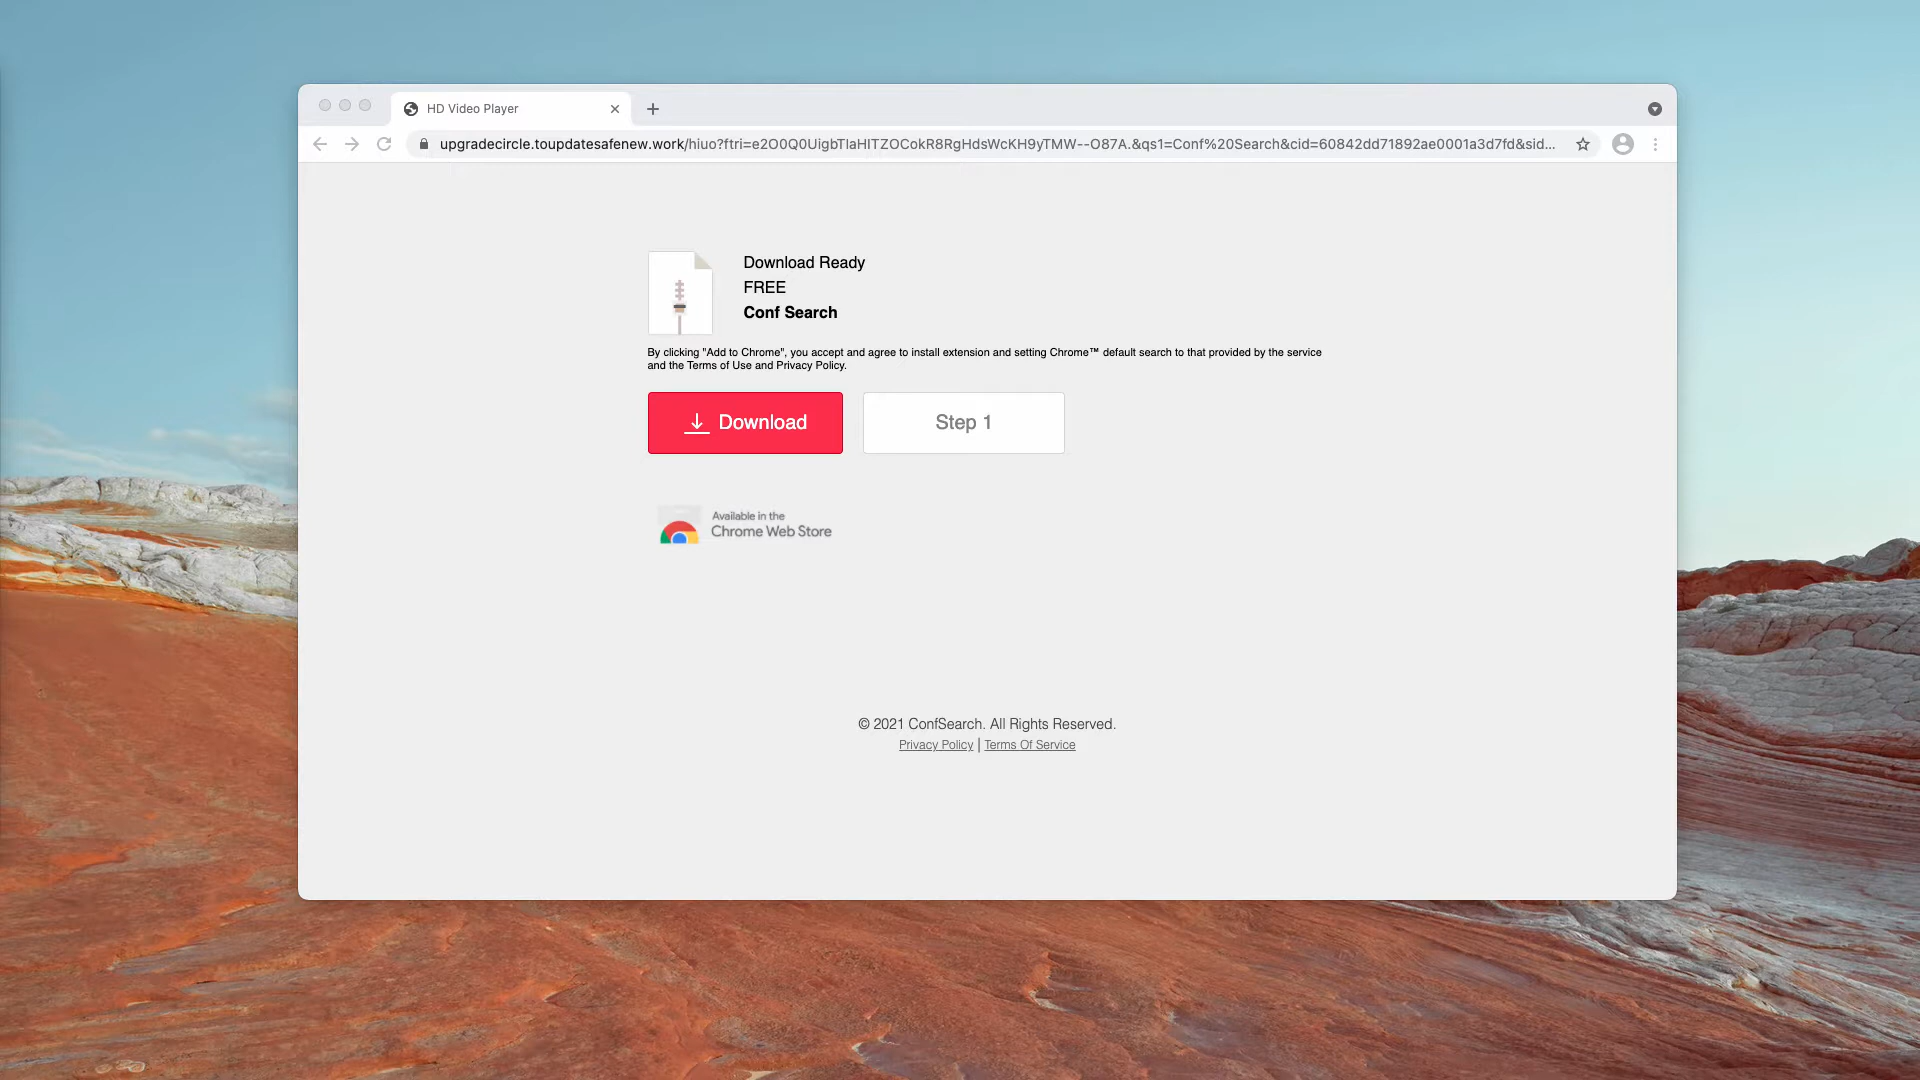 HD Video Player
upgradecircle.toupdatesafenew.work/hiuo?ftri=e2O0Q0UigbTlaHITZOCokR8RgHdsWcKH9yTMW--O87A.&qs1=Conf%20Search&cid=60842dd71892ae0001a3d7fd&sid...
Download Ready
FREE
Conf Search
By clicking "Add to Chrome", you accept and agree to install extension and setting Chrome™ default search to that provided by the service
and the Terms of Use and Privacy Policy.
Download
Step 1
Available in the
Chrome Web Store
© 2021 ConfSearch. All Rights Reserved.
Privacy Policy | Terms Of Service